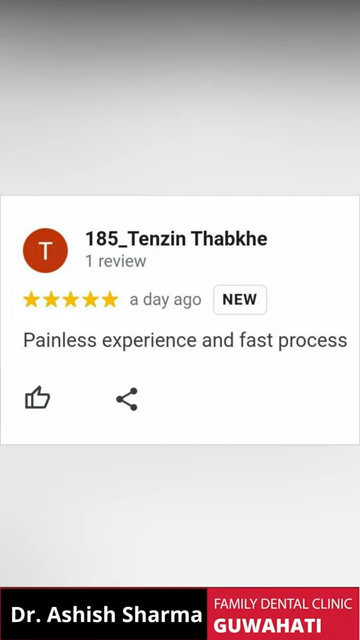 T
185_Tenzin Thabkhe
1 review
a day ago NEW
Painless experience and fast process
Dr. Ashish Sharma
FAMILY DENTAL CLINIC
GUWAHATI